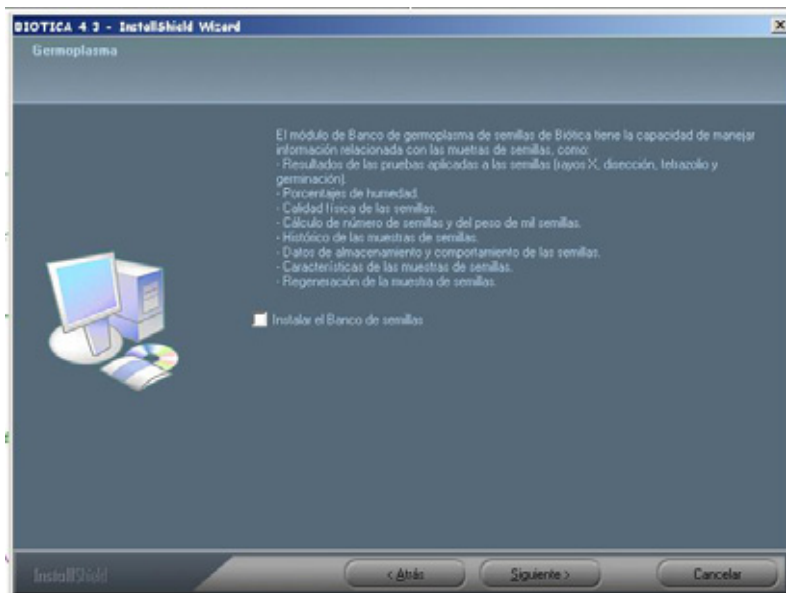 BIOTICA 4.3 - InstallShield Wizard
Germoplasma
El módulo de Banco de germoplasma de semillas de Biótica tiene la capacidad de manejar
información relacionada con las muetras de semillas, como:
- Resultados de las pruebas aplicadas a las semillas (rayos X, disección, tetrazolio y
germinación).
- Porcentajes de humedad.
- Calidad física de las semillas.
- Cálculo de número de semillas y del peso de mil semillas.
- Histórico de las muestras de semillas.
- Datos de almacenamiento y comportamiento de las semillas.
- Características de las muestras de semillas.
- Regeneración de la muestra de semillas.
Instalar el Banco de semillas
InstallShield
< Atrás
Siguiente >
Cancelar